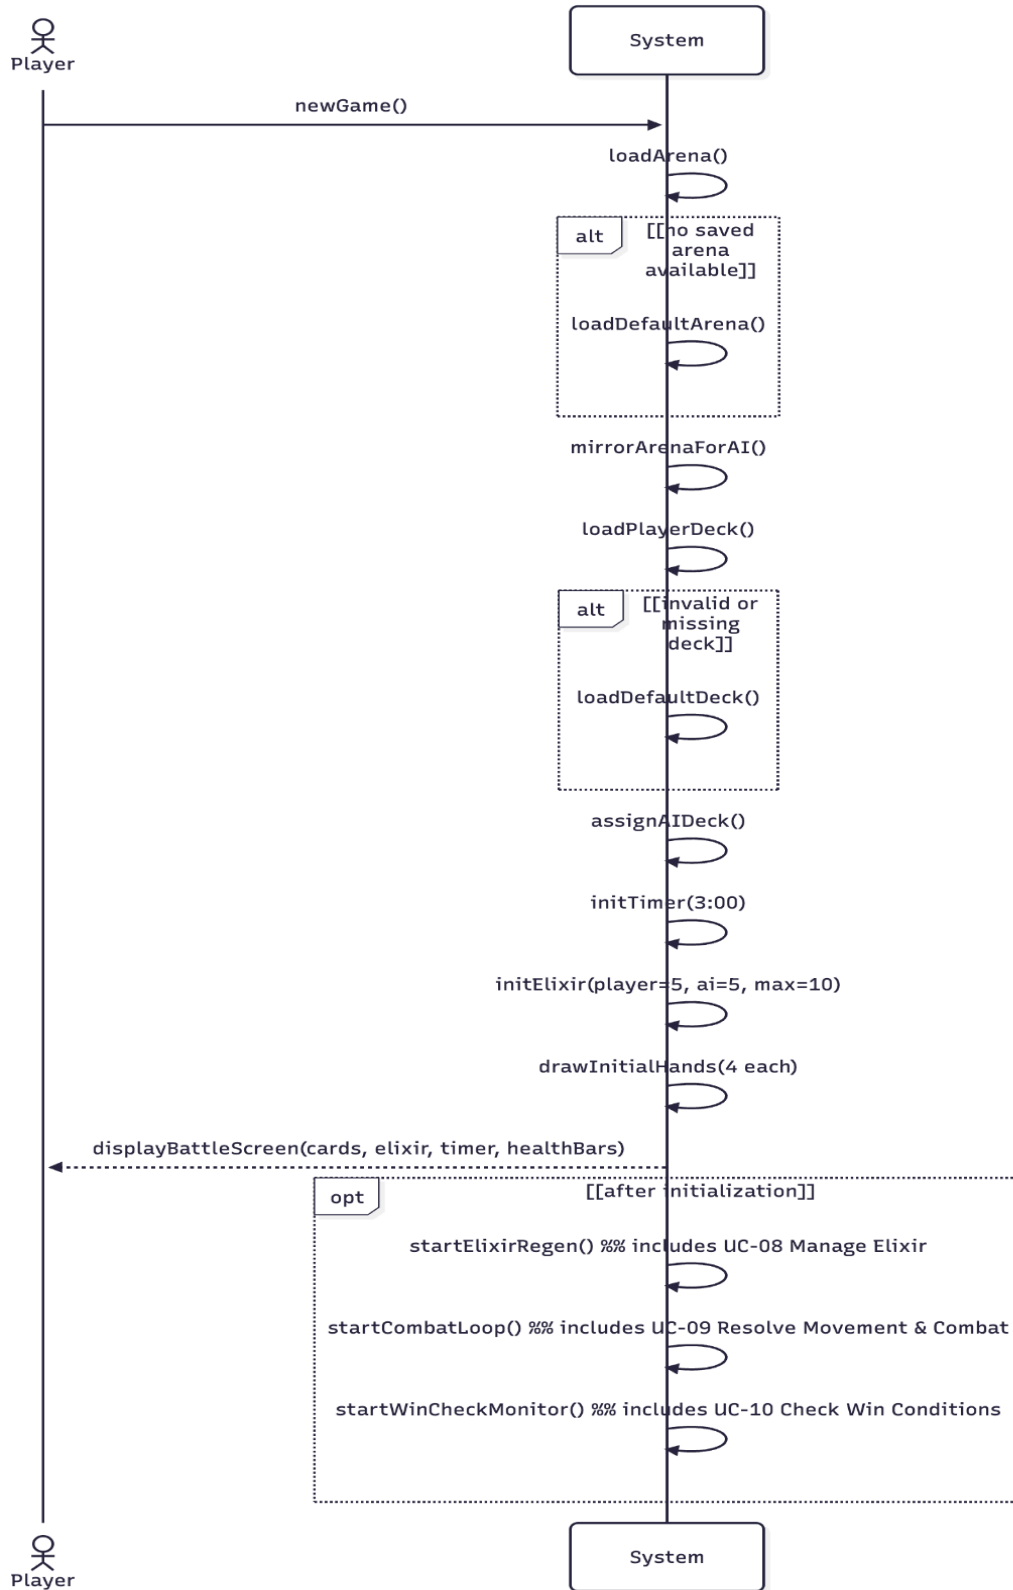 System
Player
newGame()
loadArena()
alt
[[no saved
arena
available]]
loadDefaultArena()
mirrorArenaForAI()
loadPlayerDeck()
alt
[[invalid or
missing
deck]]
loadDefaultDeck()
assignAIDeck()
initTimer(3:00)
initElixir(player=5, ai=5, max=10)
drawInitialHands(4 each)
displayBattleScreen(cards, elixir, timer, healthBars)
opt
[[after initialization]]
startElixirRegen() %% includes UC-08 Manage Elixir
startCombatLoop() %% includes UC-09 Resolve Movement & Combat
startWinCheckMonitor() %% includes UC-10 Check Win Conditions
System
Player